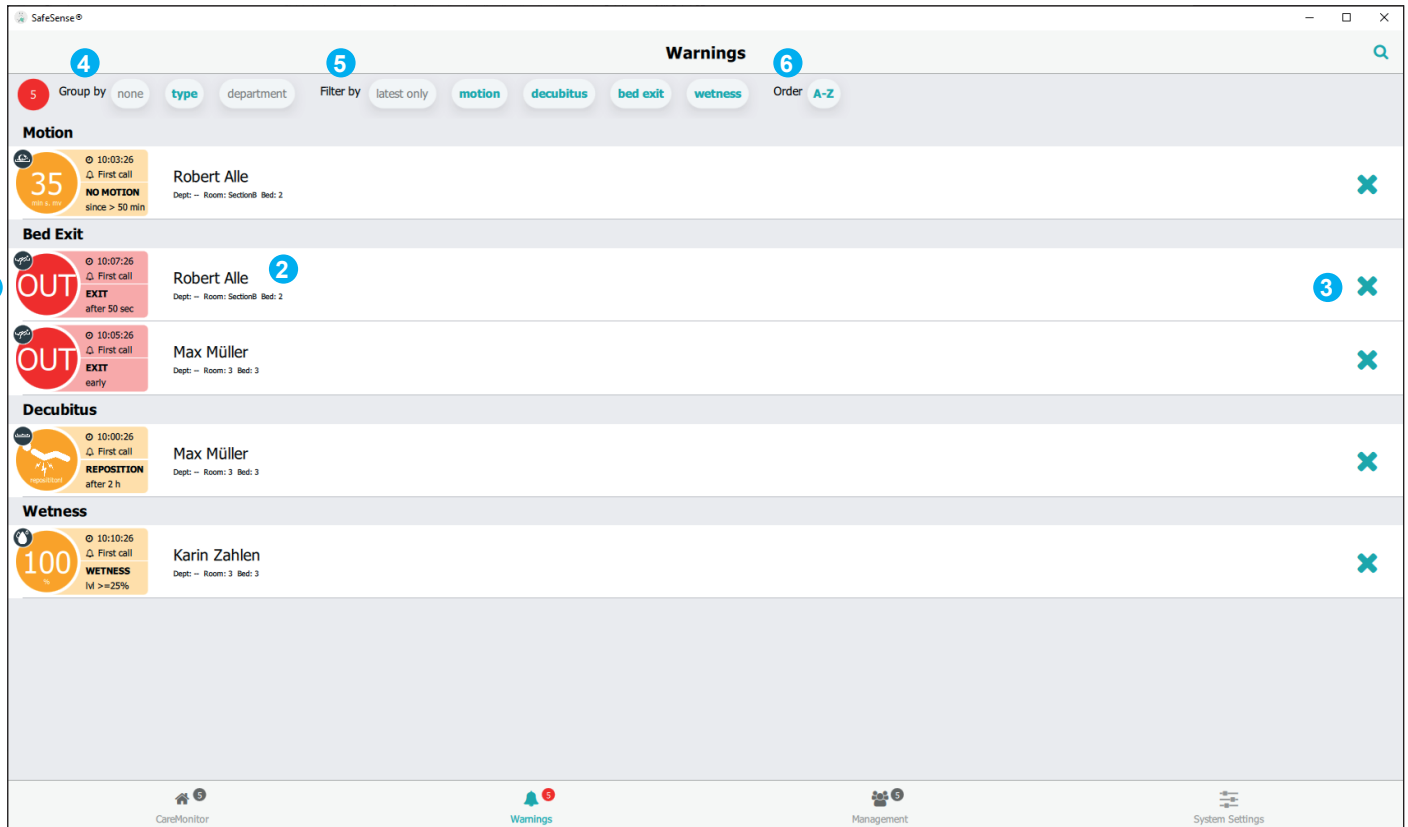 SafeSense®
Warnings
4 5 6
5 Group by none type department Filter by latest only motion decubitus bed exit wetness Order A-Z
Motion
35
min s. mv
10:03:26
First call
NO MOTION
since > 50 min
Robert Alle
Dept: -- Room: SectionB Bed: 2
Bed Exit
OUT
10:07:26
First call
EXIT
after 50 sec
Robert Alle
2
Dept: -- Room: SectionB Bed: 2
3
OUT
10:05:26
First call
EXIT
early
Max Müller
Dept: -- Room: 3 Bed: 3
Decubitus
10:00:26
First call
REPOSITION
after 2 h
Max Müller
Dept: -- Room: 3 Bed: 3
Wetness
100
%
10:10:26
First call
WETNESS
lvl >=25%
Karin Zahlen
Dept: -- Room: 3 Bed: 3
5 5 5
CareMonitor Warnings Management System Settings